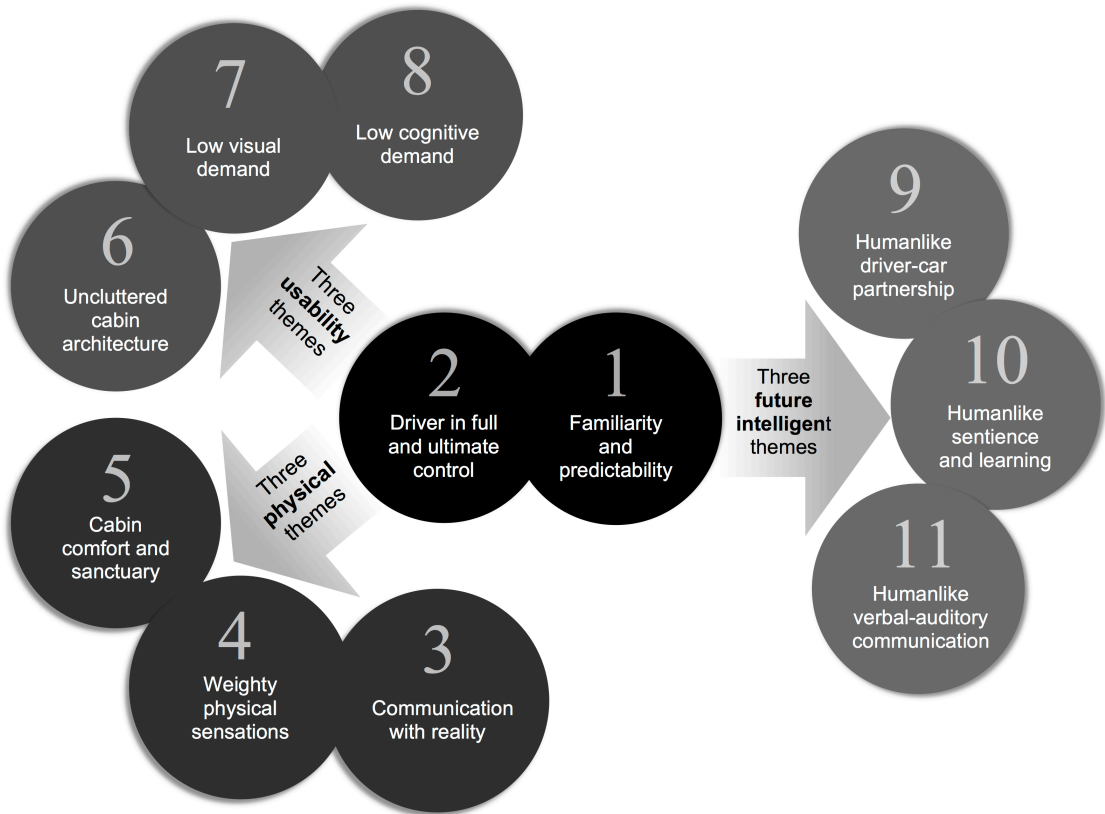 7
Low visual
demand
8
Low cognitive
demand
6
Uncluttered
cabin
architecture
Three
usability
themes
9
Humanlike
driver-car
partnership
2
Driver in full
and ultimate
control
1
Familiarity
and
predictability
Three
future
intelligent
themes
10
Humanlike
sentience
and learning
5
Cabin
comfort and
sanctuary
Three
physical
themes
11
Humanlike
verbal-auditory
communication
4
Weighty
physical
sensations
3
Communication
with reality